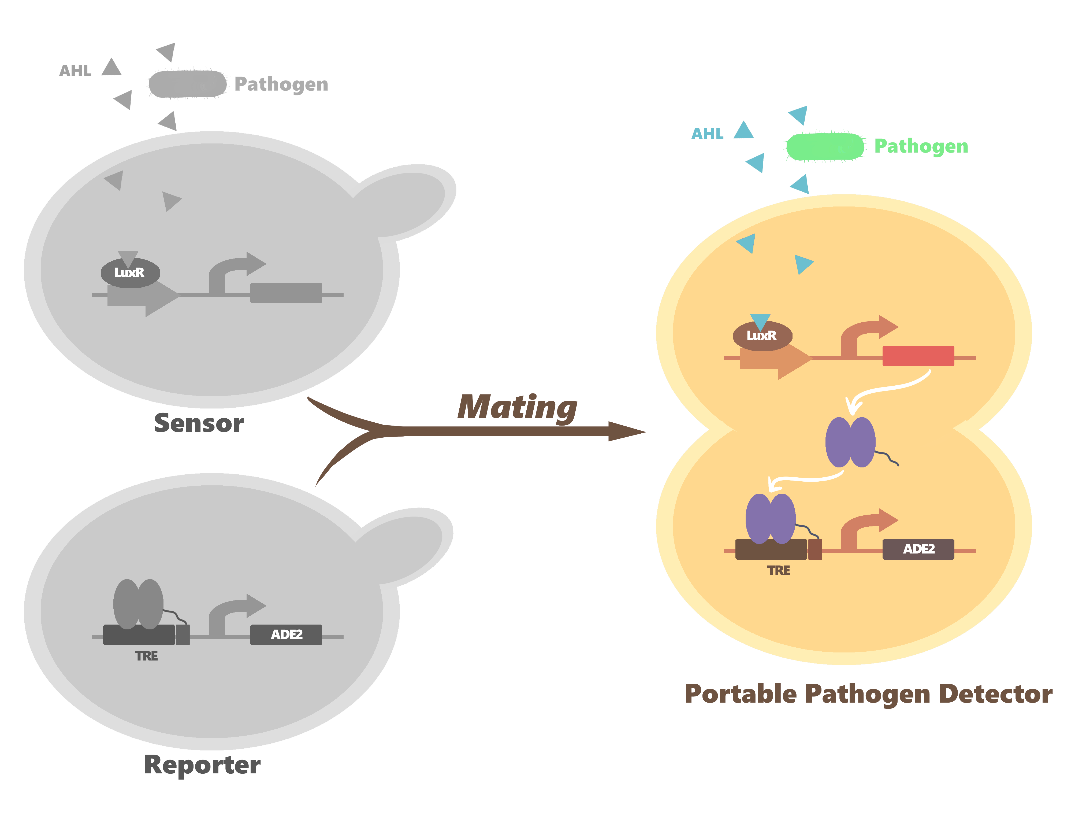 AHL
Pathogen
LuxR
Sensor
TRE
ADE2
Reporter
Mating
AHL
Pathogen
LuxR
TRE
ADE2
Portable Pathogen Detector